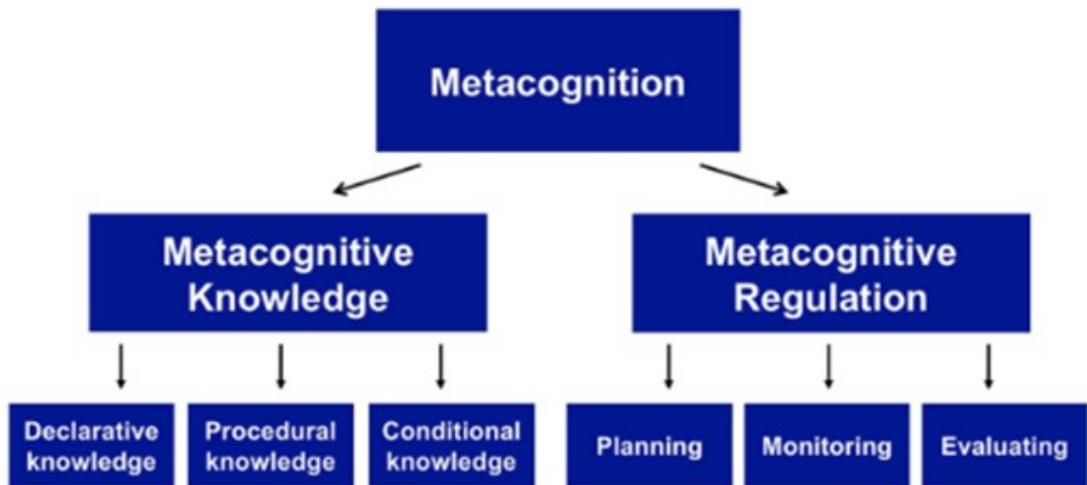 Metacognition
Metacognitive
Knowledge
Metacognitive
Regulation
Declarative
knowledge
Procedural
knowledge
Conditional
knowledge
Planning
Monitoring
Evaluating